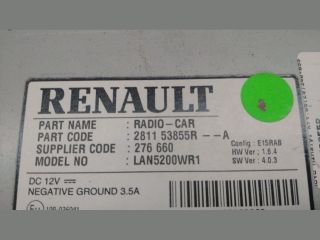 RENAULT
PART NAME : RADIO-CAR
PART CODE : 2811 53855R --A
SUPPLIER CODE : 276 660
MODEL NO : LAN5200WR1
Config : E1SRAB
HW Ver : 1.6.4
SW Ver : 4.0.3
DC 12V
NEGATIVE GROUND 3.5A